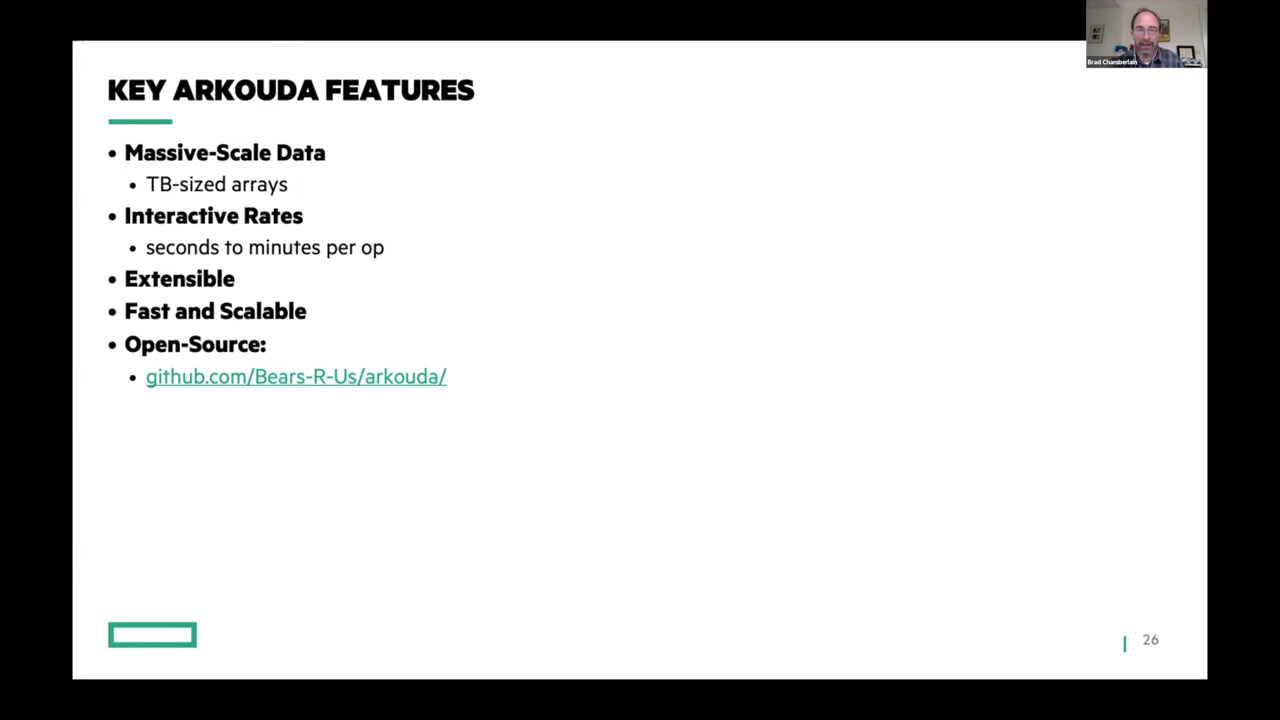 Brad Chamberlain
KEY ARKOUDA FEATURES
• Massive-Scale Data
• TB-sized arrays
• Interactive Rates
• seconds to minutes per op
• Extensible
• Fast and Scalable
• Open-Source:
• github.com/Bears-R-Us/arkouda/
26